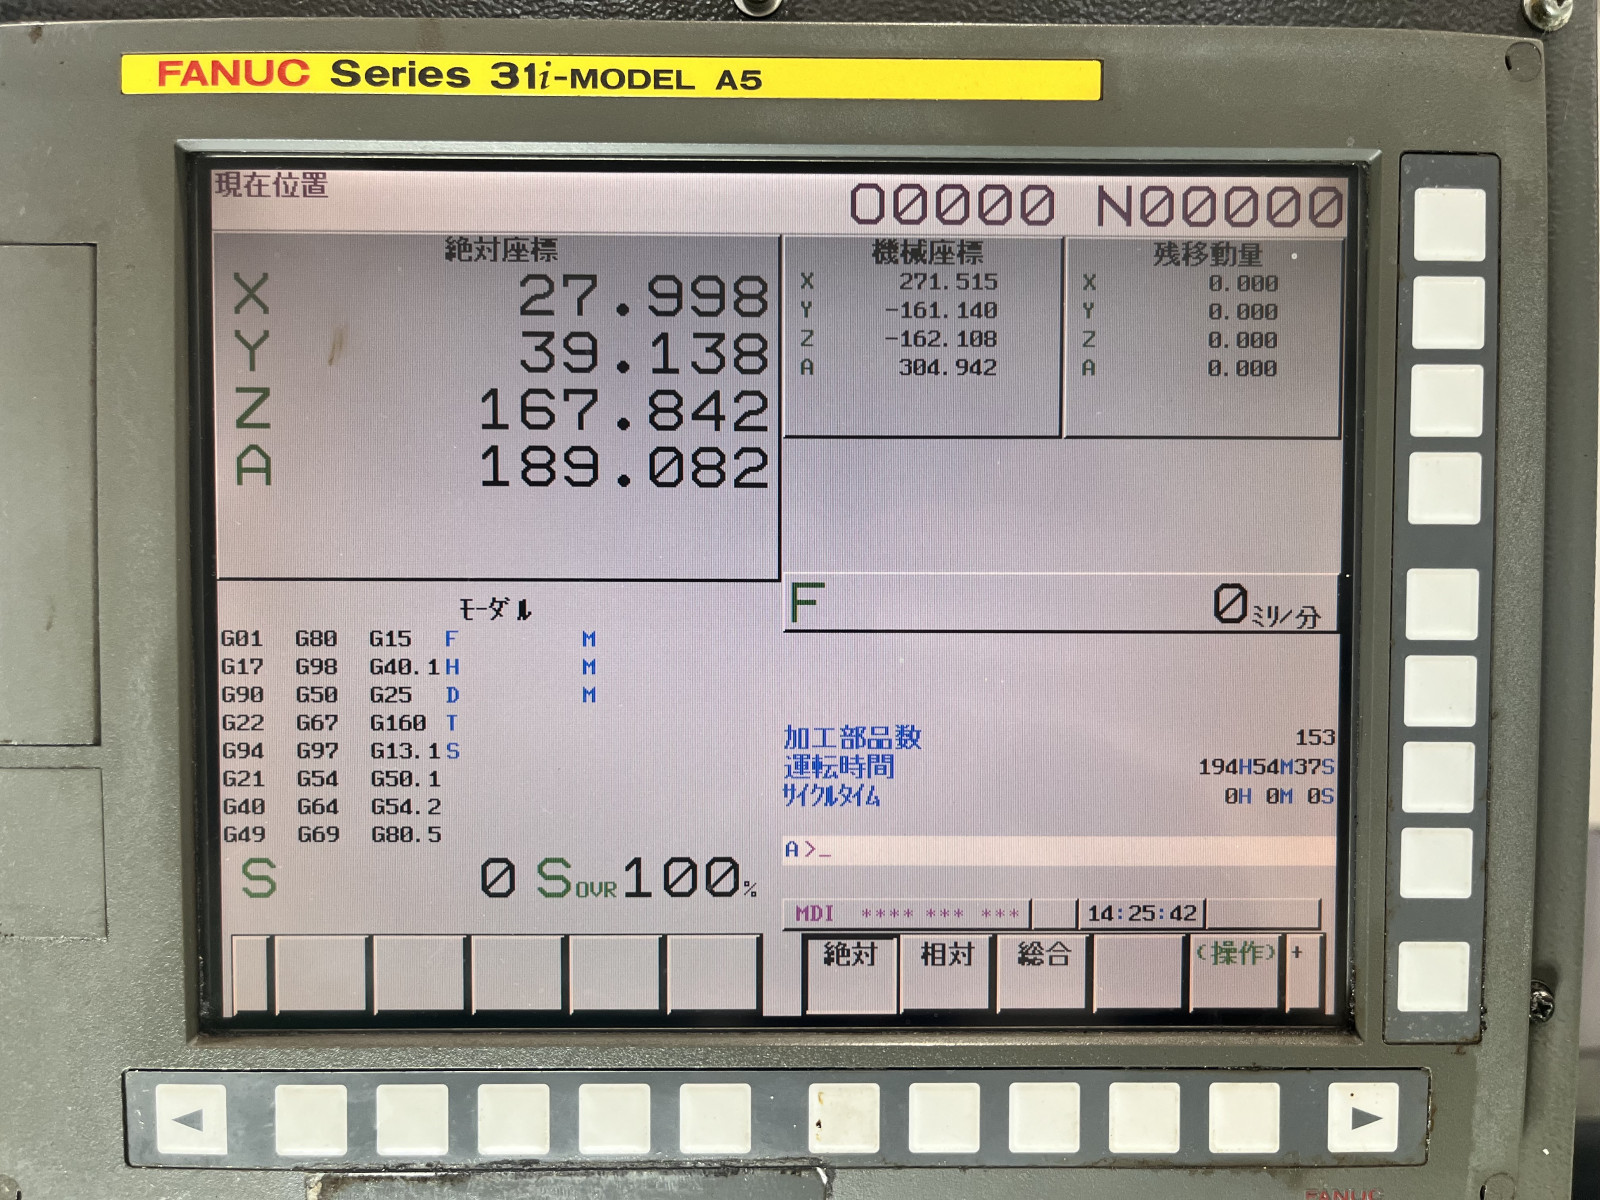 FANUC Series 31i-MODEL A5
現在位置
O0000 N00000
絶対座標
X 27.998
Y 39.138
Z 167.842
A 189.082
機械座標
X 271.515
Y -161.140
Z -162.108
A 304.942
残移動量
X 0.000
Y 0.000
Z 0.000
A 0.000
F 0ミリ/分
モーダル
G01 G80 G15 F M
G17 G98 G40.1 H M
G90 G50 G25 D M
G22 G67 G160 T
G94 G97 G13.1 S
G21 G54 G50.1
G40 G64 G54.2
G49 G69 G80.5
S 0 SOVR100%
加工部品数 153
運転時間 194H54M37S
サイクルタイム 0H 0M 0S
A>_
MDI **** *** *** 14:25:42
絶対 相対 総合 (操作) +
FANUC